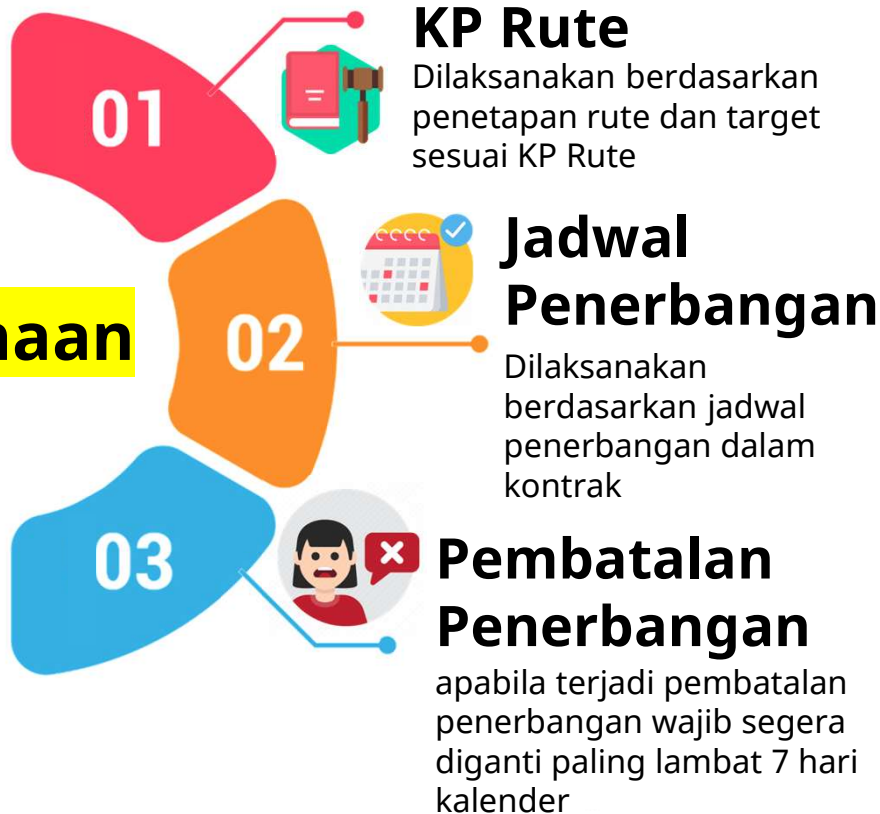 01
KP Rute
Dilaksanakan berdasarkan
penetapan rute dan target
sesuai KP Rute
naan
02
Jadwal
Penerbangan
Dilaksanakan
berdasarkan jadwal
penerbangan dalam
kontrak
03
Pembatalan
Penerbangan
apabila terjadi pembatalan
penerbangan wajib segera
diganti paling lambat 7 hari
kalender